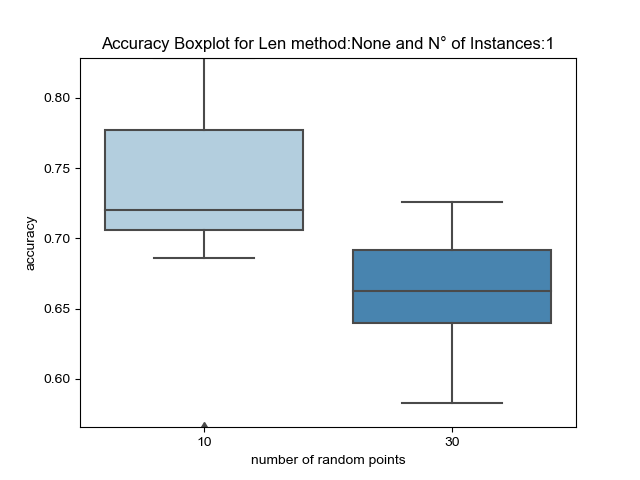 Accuracy Boxplot for Len method:None and N° of Instances:1
accuracy
0.80
0.75
0.70
0.65
0.60
10 30
number of random points